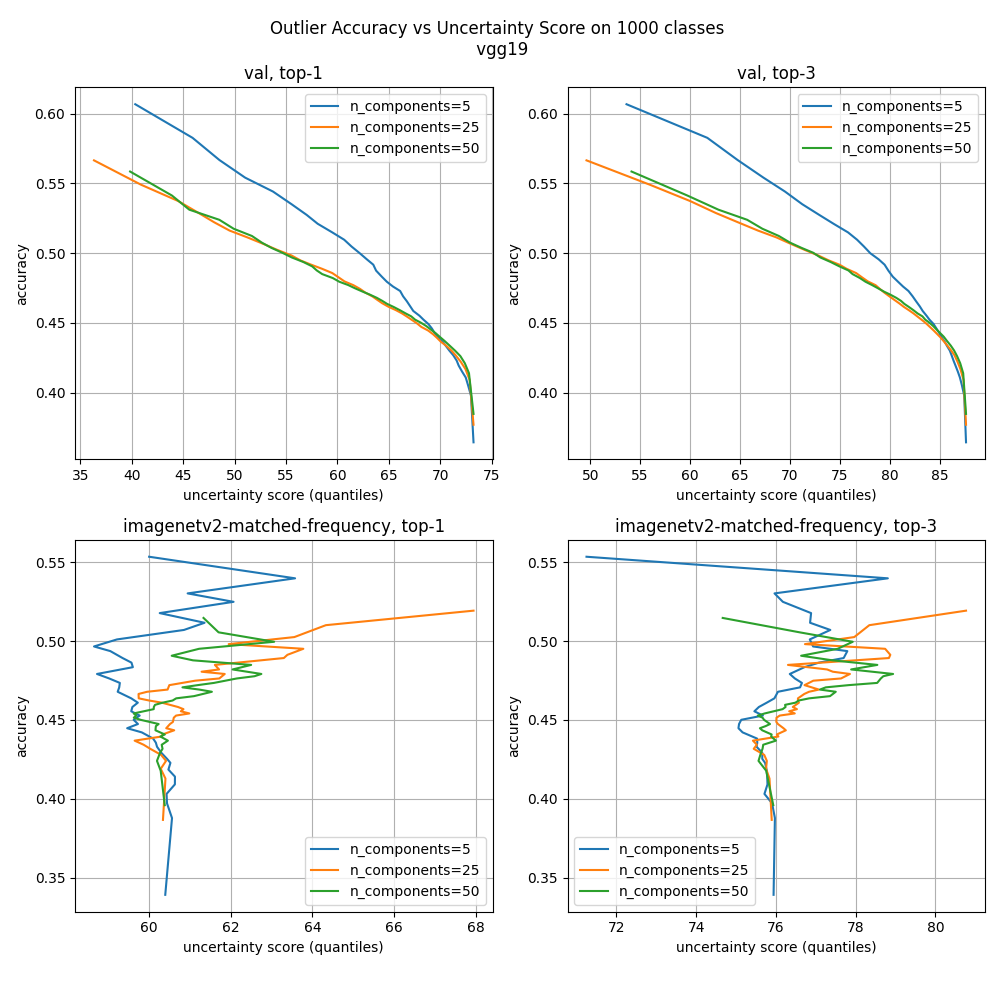 Outlier Accuracy vs Uncertainty Score on 1000 classes
vgg19
val, top-1
accuracy
0.60
0.55
0.50
0.45
0.40
n_components=5
n_components=25
n_components=50
35 40 45 50 55 60 65 70 75
uncertainty score (quantiles)
val, top-3
accuracy
0.60
0.55
0.50
0.45
0.40
n_components=5
n_components=25
n_components=50
50 55 60 65 70 75 80 85
uncertainty score (quantiles)
imagenetv2-matched-frequency, top-1
accuracy
0.55
0.50
0.45
0.40
0.35
n_components=5
n_components=25
n_components=50
60 62 64 66 68
uncertainty score (quantiles)
imagenetv2-matched-frequency, top-3
accuracy
0.55
0.50
0.45
0.40
0.35
n_components=5
n_components=25
n_components=50
72 74 76 78 80
uncertainty score (quantiles)